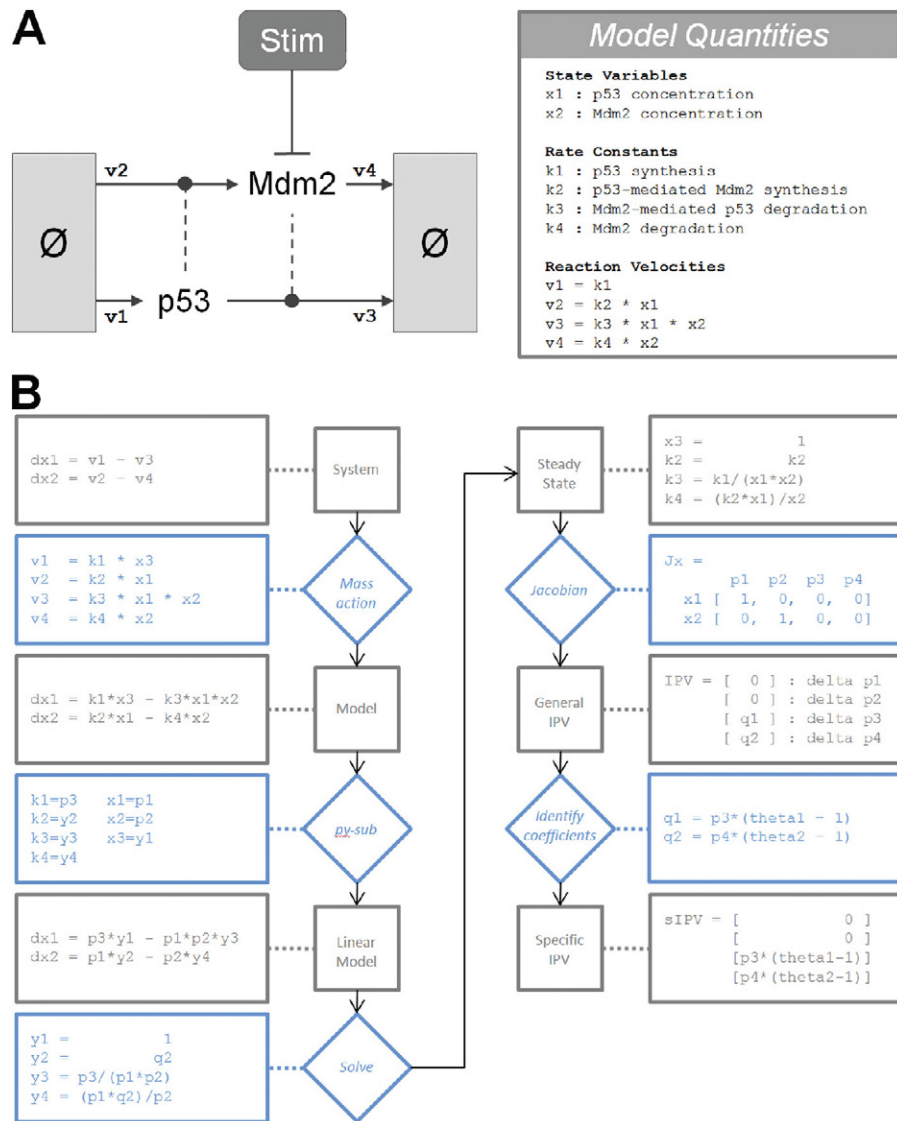 A
Stim
v2
Mdm2
v4
Ø
Ø
v1
p53
v3
Model Quantities
State Variables
x1 : p53 concentration
x2 : Mdm2 concentration
Rate Constants
k1 : p53 synthesis
k2 : p53-mediated Mdm2 synthesis
k3 : Mdm2-mediated p53 degradation
k4 : Mdm2 degradation
Reaction Velocities
v1 = k1
v2 = k2 * x1
v3 = k3 * x1 * x2
v4 = k4 * x2
B
dx1 = v1 - v3
dx2 = v2 - v4
System
v1 = k1 * x3
v2 = k2 * x1
v3 = k3 * x1 * x2
v4 = k4 * x2
Mass
action
dx1 = k1*x3 - k3*x1*x2
dx2 = k2*x1 - k4*x2
Model
k1=p3 x1=p1
k2=y2 x2=p2
k3=y3 x3=y1
k4=y4
py-sub
dx1 = p3*y1 - p1*p2*y3
dx2 = p1*y2 - p2*y4
Linear
Model
y1 = 1
y2 = q2
y3 = p3/(p1*p2)
y4 = (p1*q2)/p2
Solve
Steady
State
x3 = 1
k2 = k2
k3 = k1/(x1*x2)
k4 = (k2*x1)/x2
Jacobian
Jx =
p1 p2 p3 p4
x1 [ 1, 0, 0, 0]
x2 [ 0, 1, 0, 0]
General
IPV
IPV = [ 0 ] : delta p1
[ 0 ] : delta p2
[ q1 ] : delta p3
[ q2 ] : delta p4
Identify
coefficients
q1 = p3*(theta1 - 1)
q2 = p4*(theta2 - 1)
Specific
IPV
sIPV = [ 0 ]
[ 0 ]
[p3*(theta1-1)]
[p4*(theta2-1)]